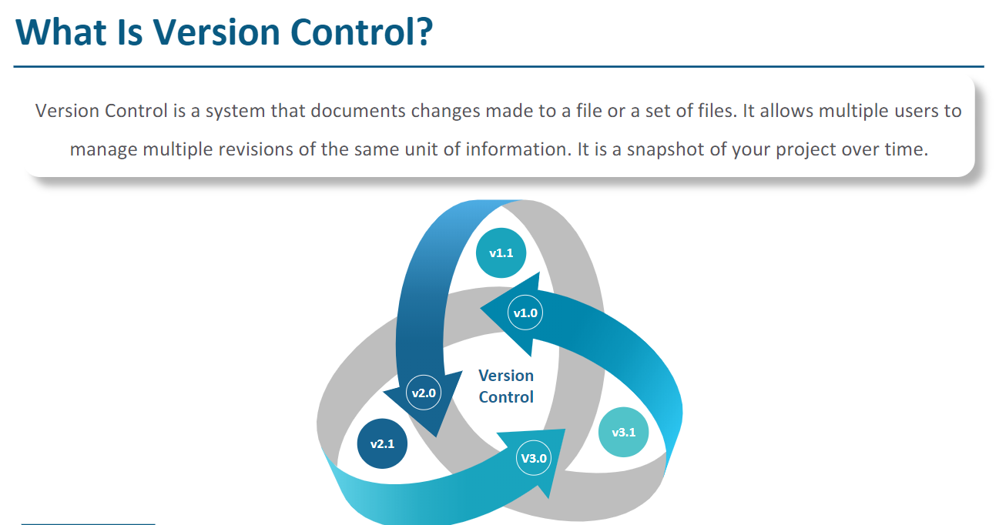 What Is Version Control?
Version Control is a system that documents changes made to a file or a set of files. It allows multiple users to
manage multiple revisions of the same unit of information. It is a snapshot of your project over time.
v1.1
v1.0
Version
Control
v2.0
v2.1
v3.1
V3.0